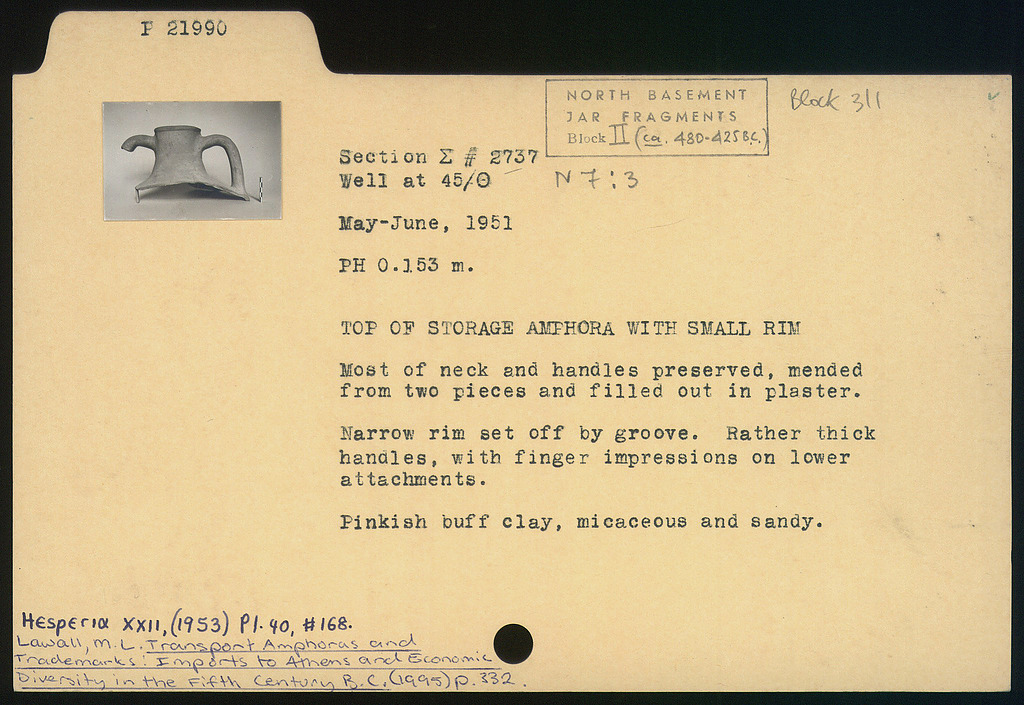 P 21990
NORTH BASEMENT
JAR FRAGMENTS
Block II (ca. 480-425 B.C.)
Block 311
Section Σ # 2737
Well at 45/Θ
N 7:3
May-June, 1951
PH 0.153 m.
TOP OF STORAGE AMPHORA WITH SMALL RIM
Most of neck and handles preserved, mended
from two pieces and filled out in plaster.
Narrow rim set off by groove. Rather thick
handles, with finger impressions on lower
attachments.
Pinkish buff clay, micaceous and sandy.
Hesperia XXII, (1953) Pl. 40, #168.
Lawall, M.L. Transport Amphoras and
Trademarks: Imports to Athens and Economic
Diversity in the Fifth Century B.C. (1995) p. 332.